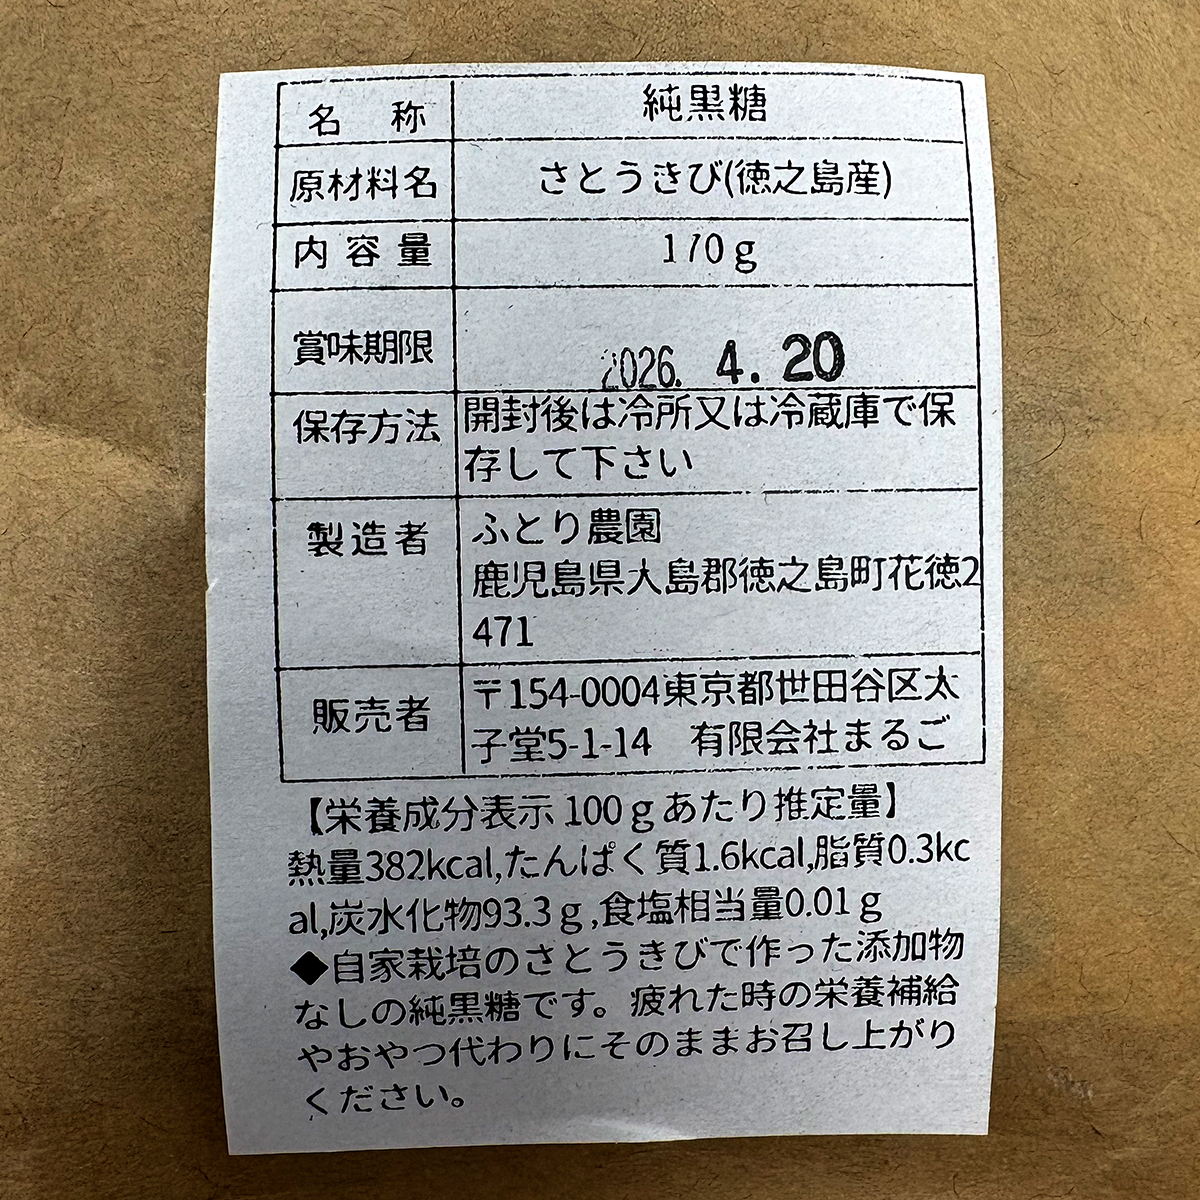 名 称 純黒糖
原材料名 さとうきび(徳之島産)
内容量 170g
賞味期限 2026. 4. 20
保存方法 開封後は冷所又は冷蔵庫で保
存して下さい
製造者 ふとり農園
鹿児島県大島郡徳之島町花徳2
471
販売者 〒154-0004東京都世田谷区太
子堂5-1-14 有限会社まるご
【栄養成分表示 100gあたり推定量】
熱量382kcal,たんぱく質1.6kcal,脂質0.3kc
al,炭水化物93.3g,食塩相当量0.01g
◆自家栽培のさとうきびで作った添加物
なしの純黒糖です。疲れた時の栄養補給
やおやつ代わりにそのままお召し上がり
ください。